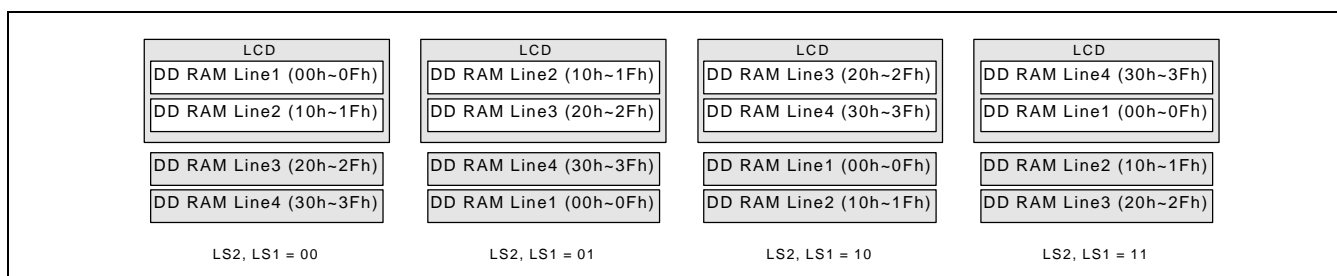 LCD
DD RAM Line1 (00h~0Fh)
DD RAM Line2 (10h~1Fh)
DD RAM Line3 (20h~2Fh)
DD RAM Line4 (30h~3Fh)
LS2, LS1 = 00
LCD
DD RAM Line2 (10h~1Fh)
DD RAM Line3 (20h~2Fh)
DD RAM Line4 (30h~3Fh)
DD RAM Line1 (00h~0Fh)
LS2, LS1 = 01
LCD
DD RAM Line3 (20h~2Fh)
DD RAM Line4 (30h~3Fh)
DD RAM Line1 (00h~0Fh)
DD RAM Line2 (10h~1Fh)
LS2, LS1 = 10
LCD
DD RAM Line4 (30h~3Fh)
DD RAM Line1 (00h~0Fh)
DD RAM Line2 (10h~1Fh)
DD RAM Line3 (20h~2Fh)
LS2, LS1 = 11